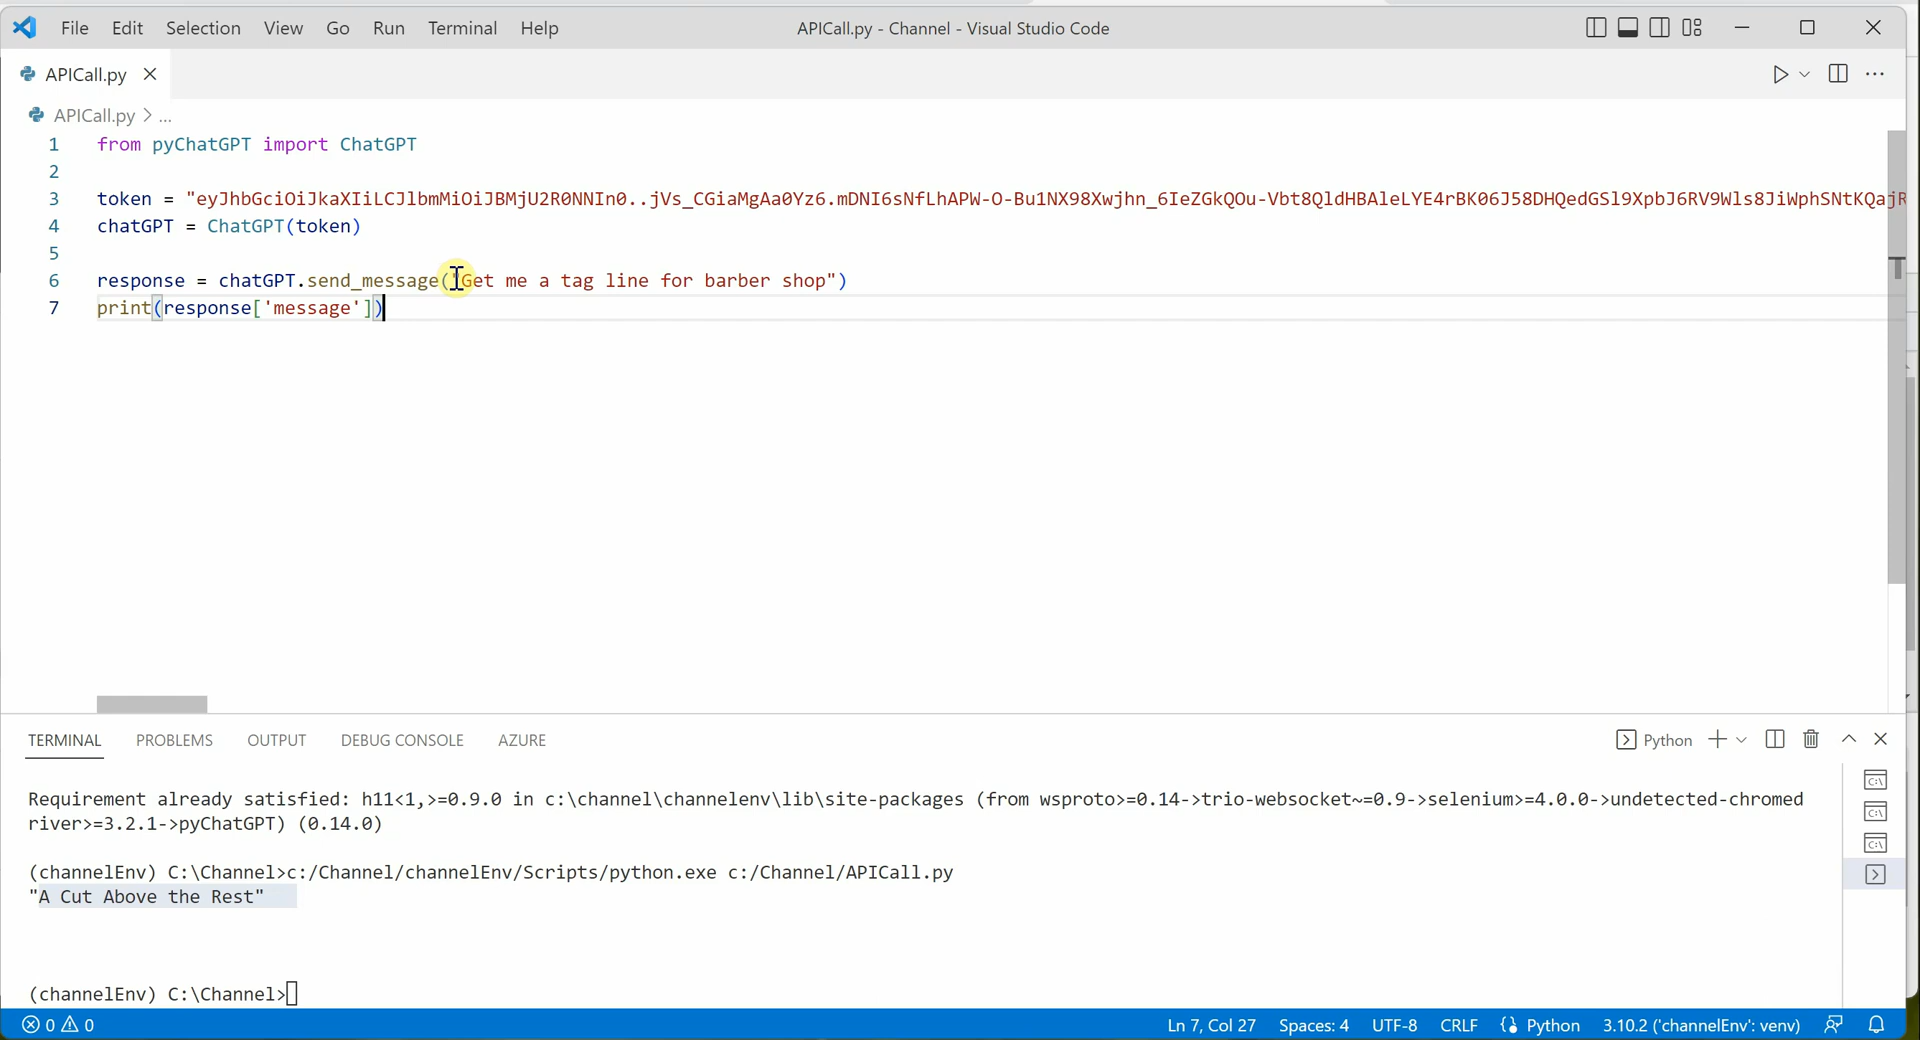 File Edit Selection View Go Run Terminal Help APICall.py - Channel - Visual Studio Code
APICall.py
APICall.py > ...
1 from pyChatGPT import ChatGPT
2
3 token = "eyJhbGciOiJkaXIiLCJlbmMiOiJBMjU2R0NNIn0..jVs_CGiaMgAa0Yz6.mDNI6sNfLhAPW-O-Bu1NX98Xwjhn_6IeZGkQOu-Vbt8QldHBAleLYE4rBK06J58DHQedGSl9XpbJ6RV9Wls8JiWphSNtKQajR
4 chatGPT = ChatGPT(token)
5
6 response = chatGPT.send_message("Get me a tag line for barber shop")
7 print(response['message'])
TERMINAL PROBLEMS OUTPUT DEBUG CONSOLE AZURE Python
Requirement already satisfied: h11<1,>=0.9.0 in c:\channel\channelenv\lib\site-packages (from wsproto>=0.14->trio-websocket~=0.9->selenium>=4.0.0->undetected-chromed
river>=3.2.1->pyChatGPT) (0.14.0)
(channelEnv) C:\Channel>c:/Channel/channelEnv/Scripts/python.exe c:/Channel/APICall.py
"A Cut Above the Rest"
(channelEnv) C:\Channel>
0 0 Ln 7, Col 27 Spaces: 4 UTF-8 CRLF Python 3.10.2 ('channelEnv': venv)